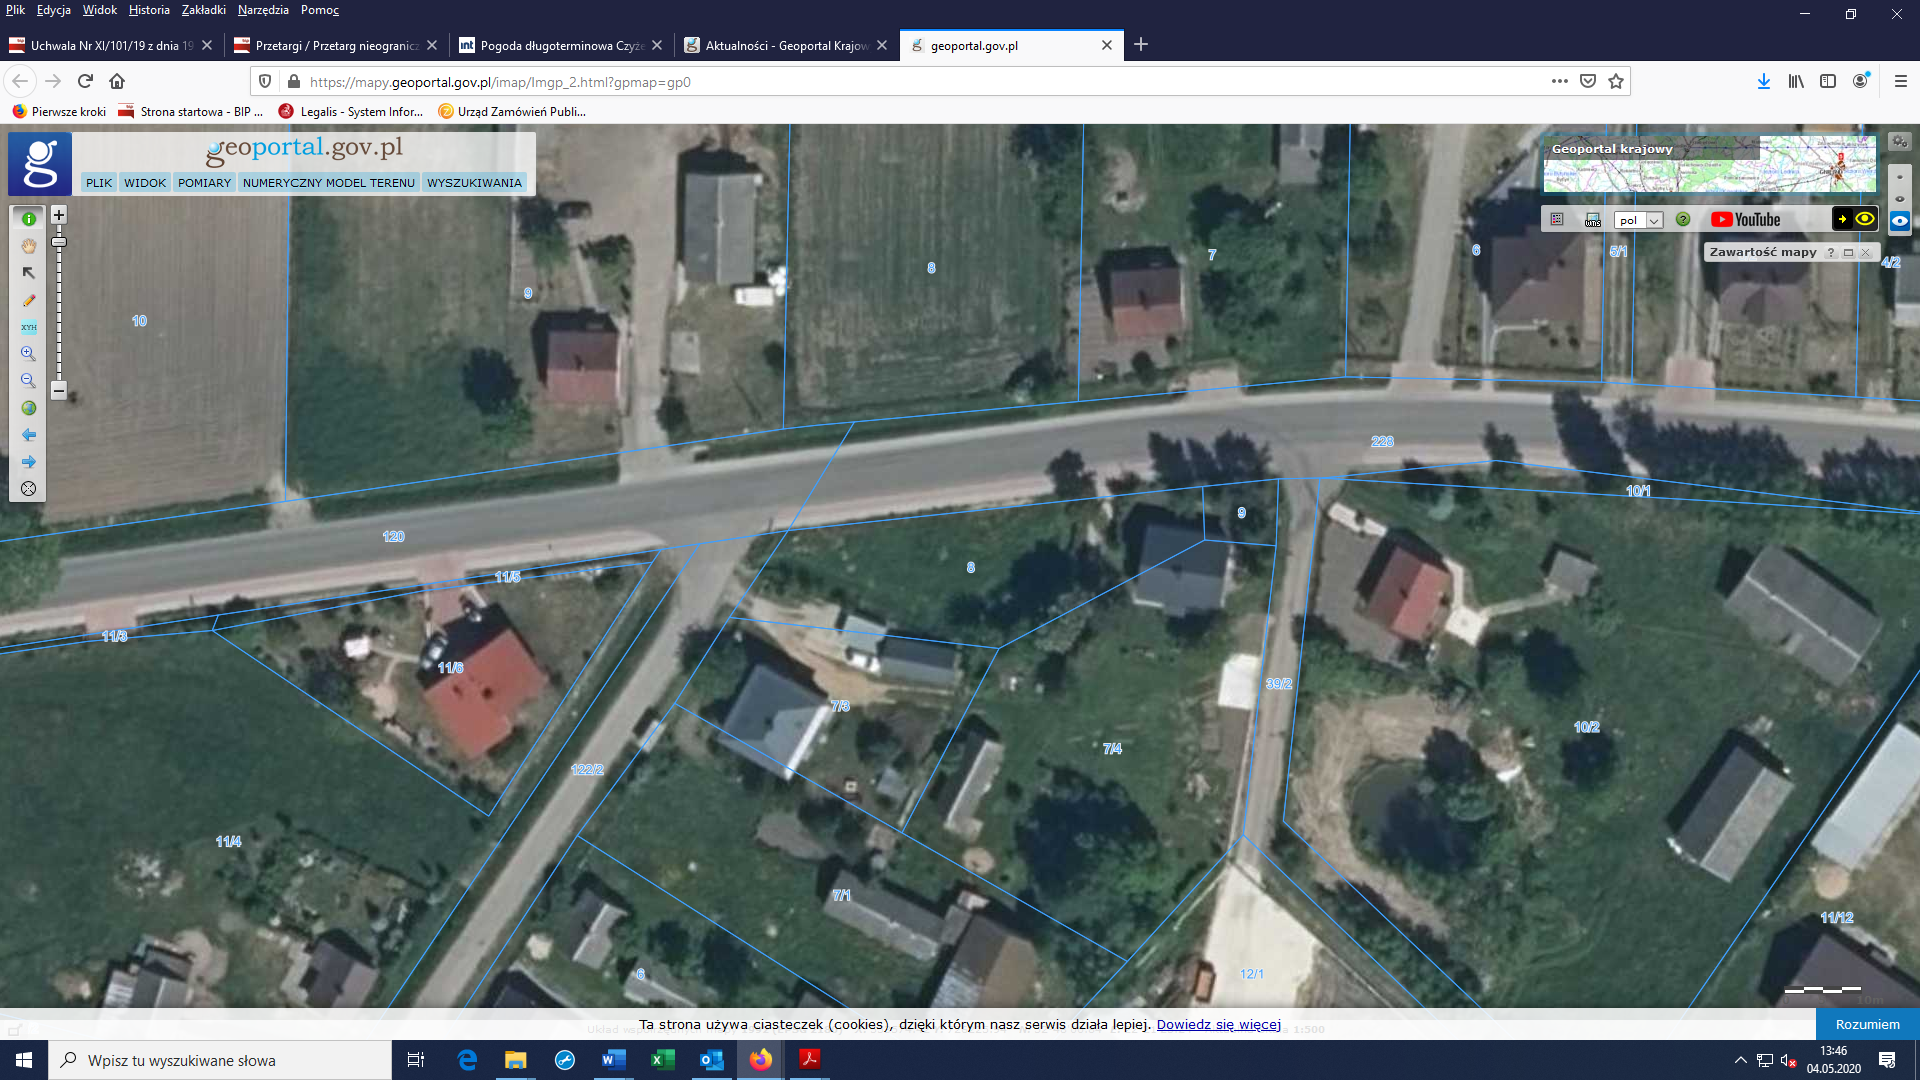 Plik Edycja Widok Historia Zakładki Narzędzia Pomoc
Uchwala Nr XI/101/19 z dnia 19
Przetargi / Przetarg nieogranicz
Pogoda długoterminowa Czyże
Aktualności - Geoportal Krajow
geoportal.gov.pl
https://mapy.geoportal.gov.pl/imap/Imgp_2.html?gpmap=gp0
Pierwsze kroki
Strona startowa - BIP ...
Legalis - System Infor...
Urząd Zamówień Publi...
geoportal.gov.pl
PLIK WIDOK POMIARY NUMERYCZNY MODEL TERENU WYSZUKIWANIA
Geoportal krajowy
pol
YouTube
Zawartość mapy
XYH
WMS
10
9
8
7
6
5/1
4/2
228
10/1
120
11/5
11/3
11/6
8
9
39/2
7/3
7/4
10/2
122/2
11/4
7/1
6
12/1
11/12
10m
1:500
Ta strona używa ciasteczek (cookies), dzięki którym nasz serwis działa lepiej. Dowiedz się więcej
Rozumiem
Wpisz tu wyszukiwane słowa
13:46
04.05.2020